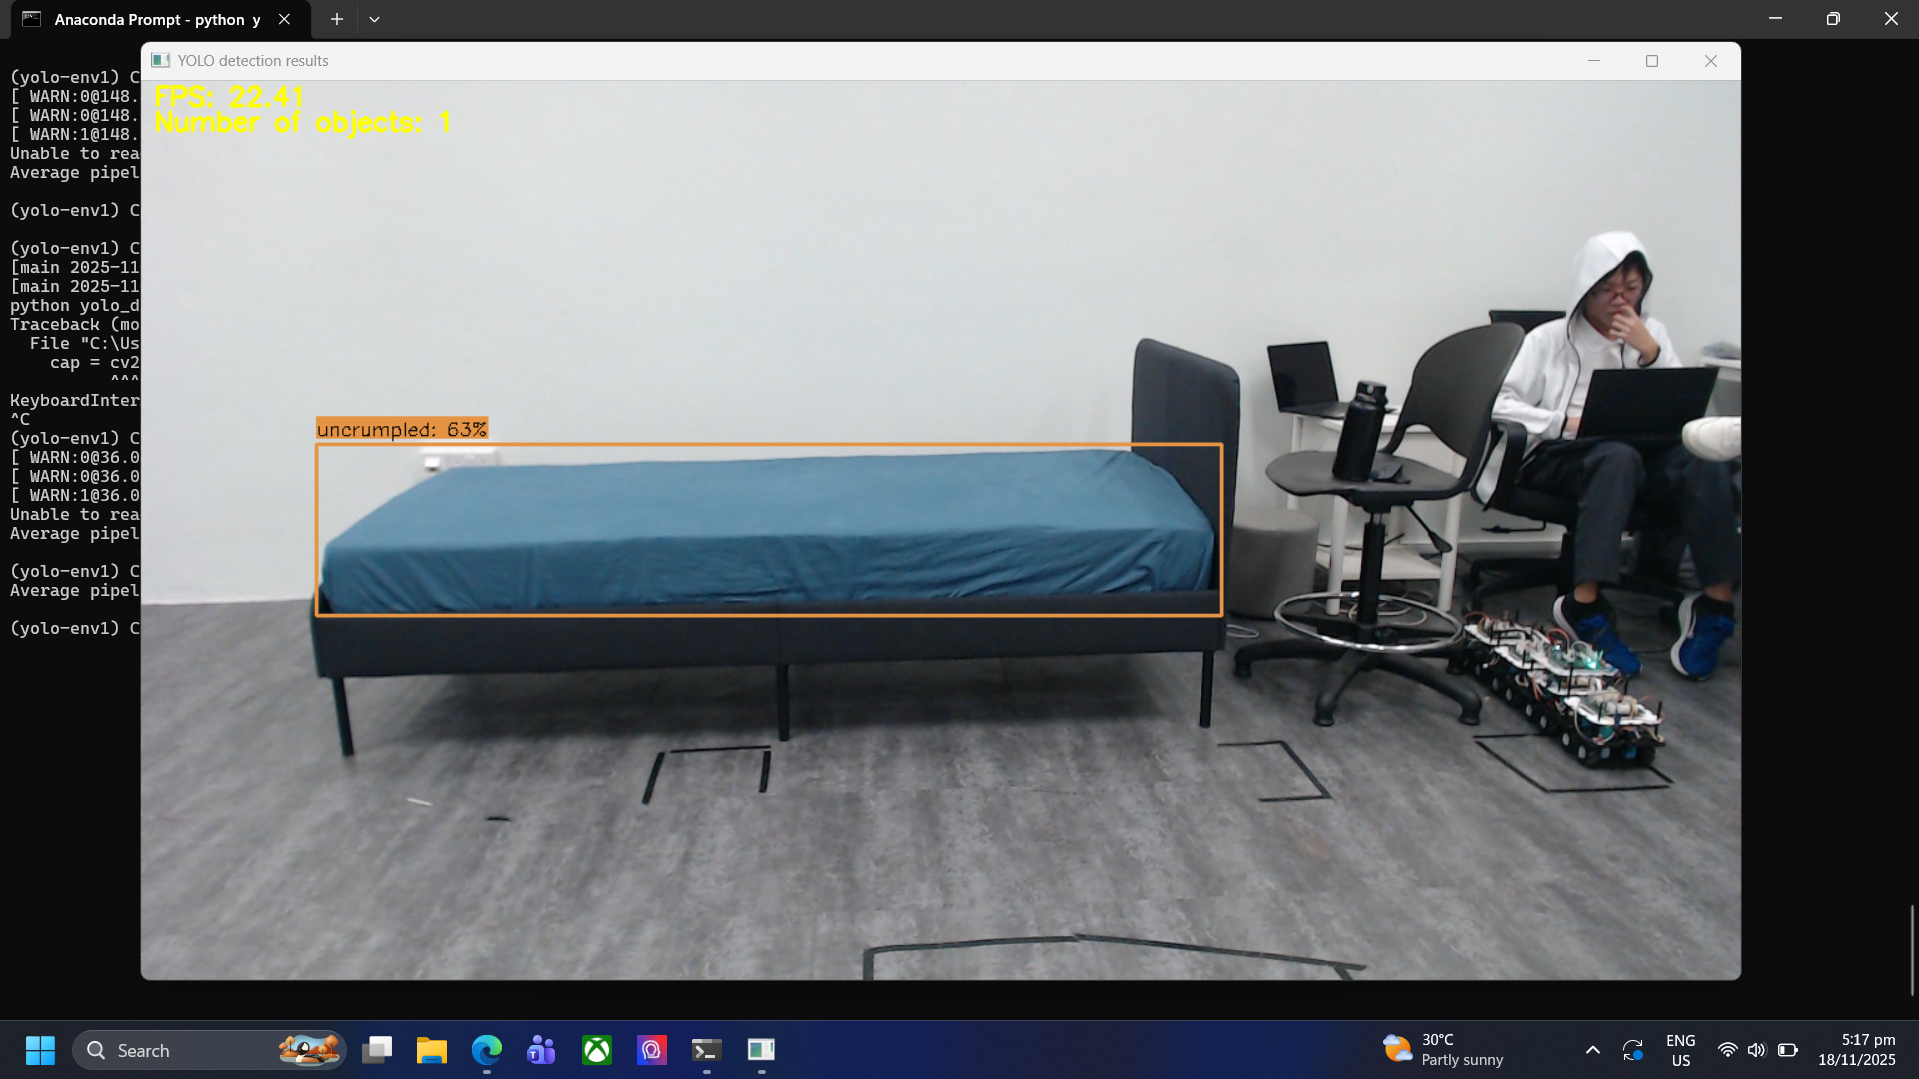 Anaconda Prompt - python y
YOLO detection results
FPS: 22.41
Number of objects: 1
(yolo-env1) C
[ WARN:0@148.
[ WARN:0@148.
[ WARN:1@148.
Unable to rea
Average pipel
(yolo-env1) C
(yolo-env1) C
[main 2025-11
[main 2025-11
python yolo_d
Traceback (mo
File "C:\Us
cap = cv2
^^^
KeyboardInter
^C
(yolo-env1) C
[ WARN:0@36.0
[ WARN:0@36.0
[ WARN:1@36.0
Unable to rea
Average pipel
(yolo-env1) C
Average pipel
(yolo-env1) C
uncrumpled: 63%
Search
30°C
Partly sunny
ENG
US
5:17 pm
18/11/2025